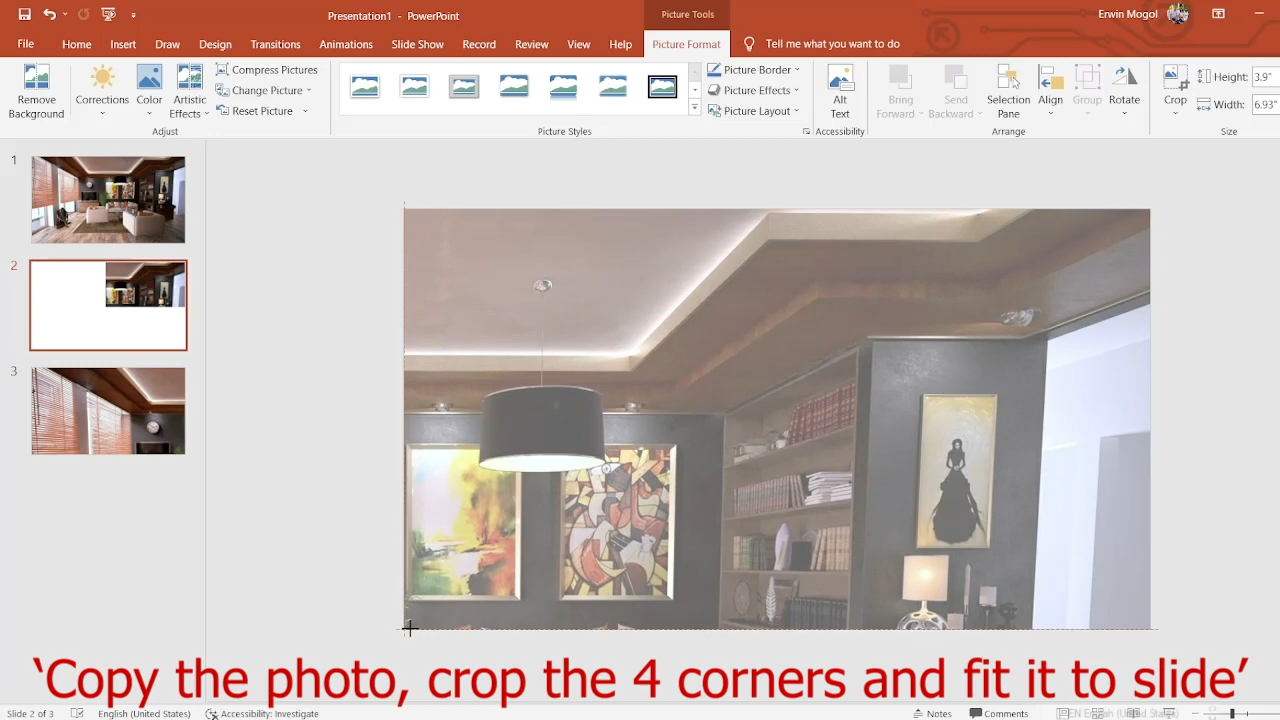 Presentation1 - PowerPoint
Picture Tools
Erwin Mogol
File Home Insert Draw Design Transitions Animations Slide Show Record Review View Help Picture Format Tell me what you want to do
Remove Background
Corrections
Color
Artistic Effects
Compress Pictures
Change Picture
Reset Picture
Adjust
Picture Styles
Picture Border
Picture Effects
Picture Layout
Alt Text
Accessibility
Bring Forward
Send Backward
Selection Pane
Align
Group
Rotate
Arrange
Crop
Height: 3.9"
Width: 6.93"
Size
1
2
3
‘Copy the photo, crop the 4 corners and fit it to slide’
Slide 2 of 3 English (United States) Accessibility: Investigate Notes Comments